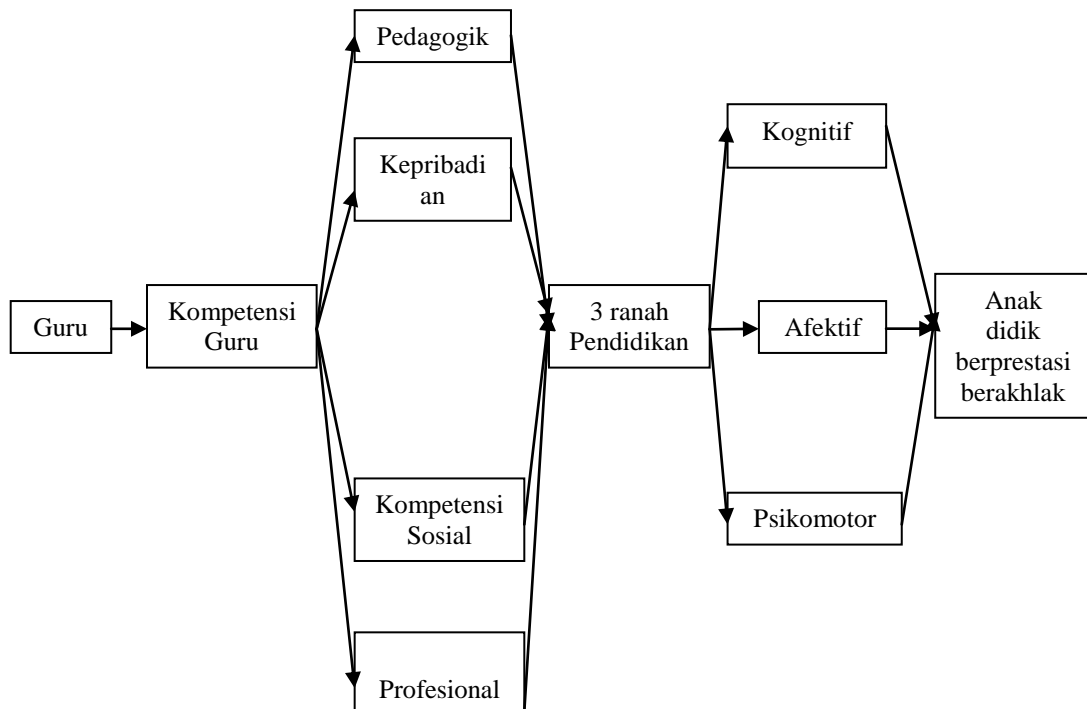 Guru
Kompetensi
Guru
Pedagogik
Kepribadi
an
Kompetensi
Sosial
Profesional
3 ranah
Pendidikan
Kognitif
Afektif
Psikomotor
Anak
didik
berprestasi
berakhlak